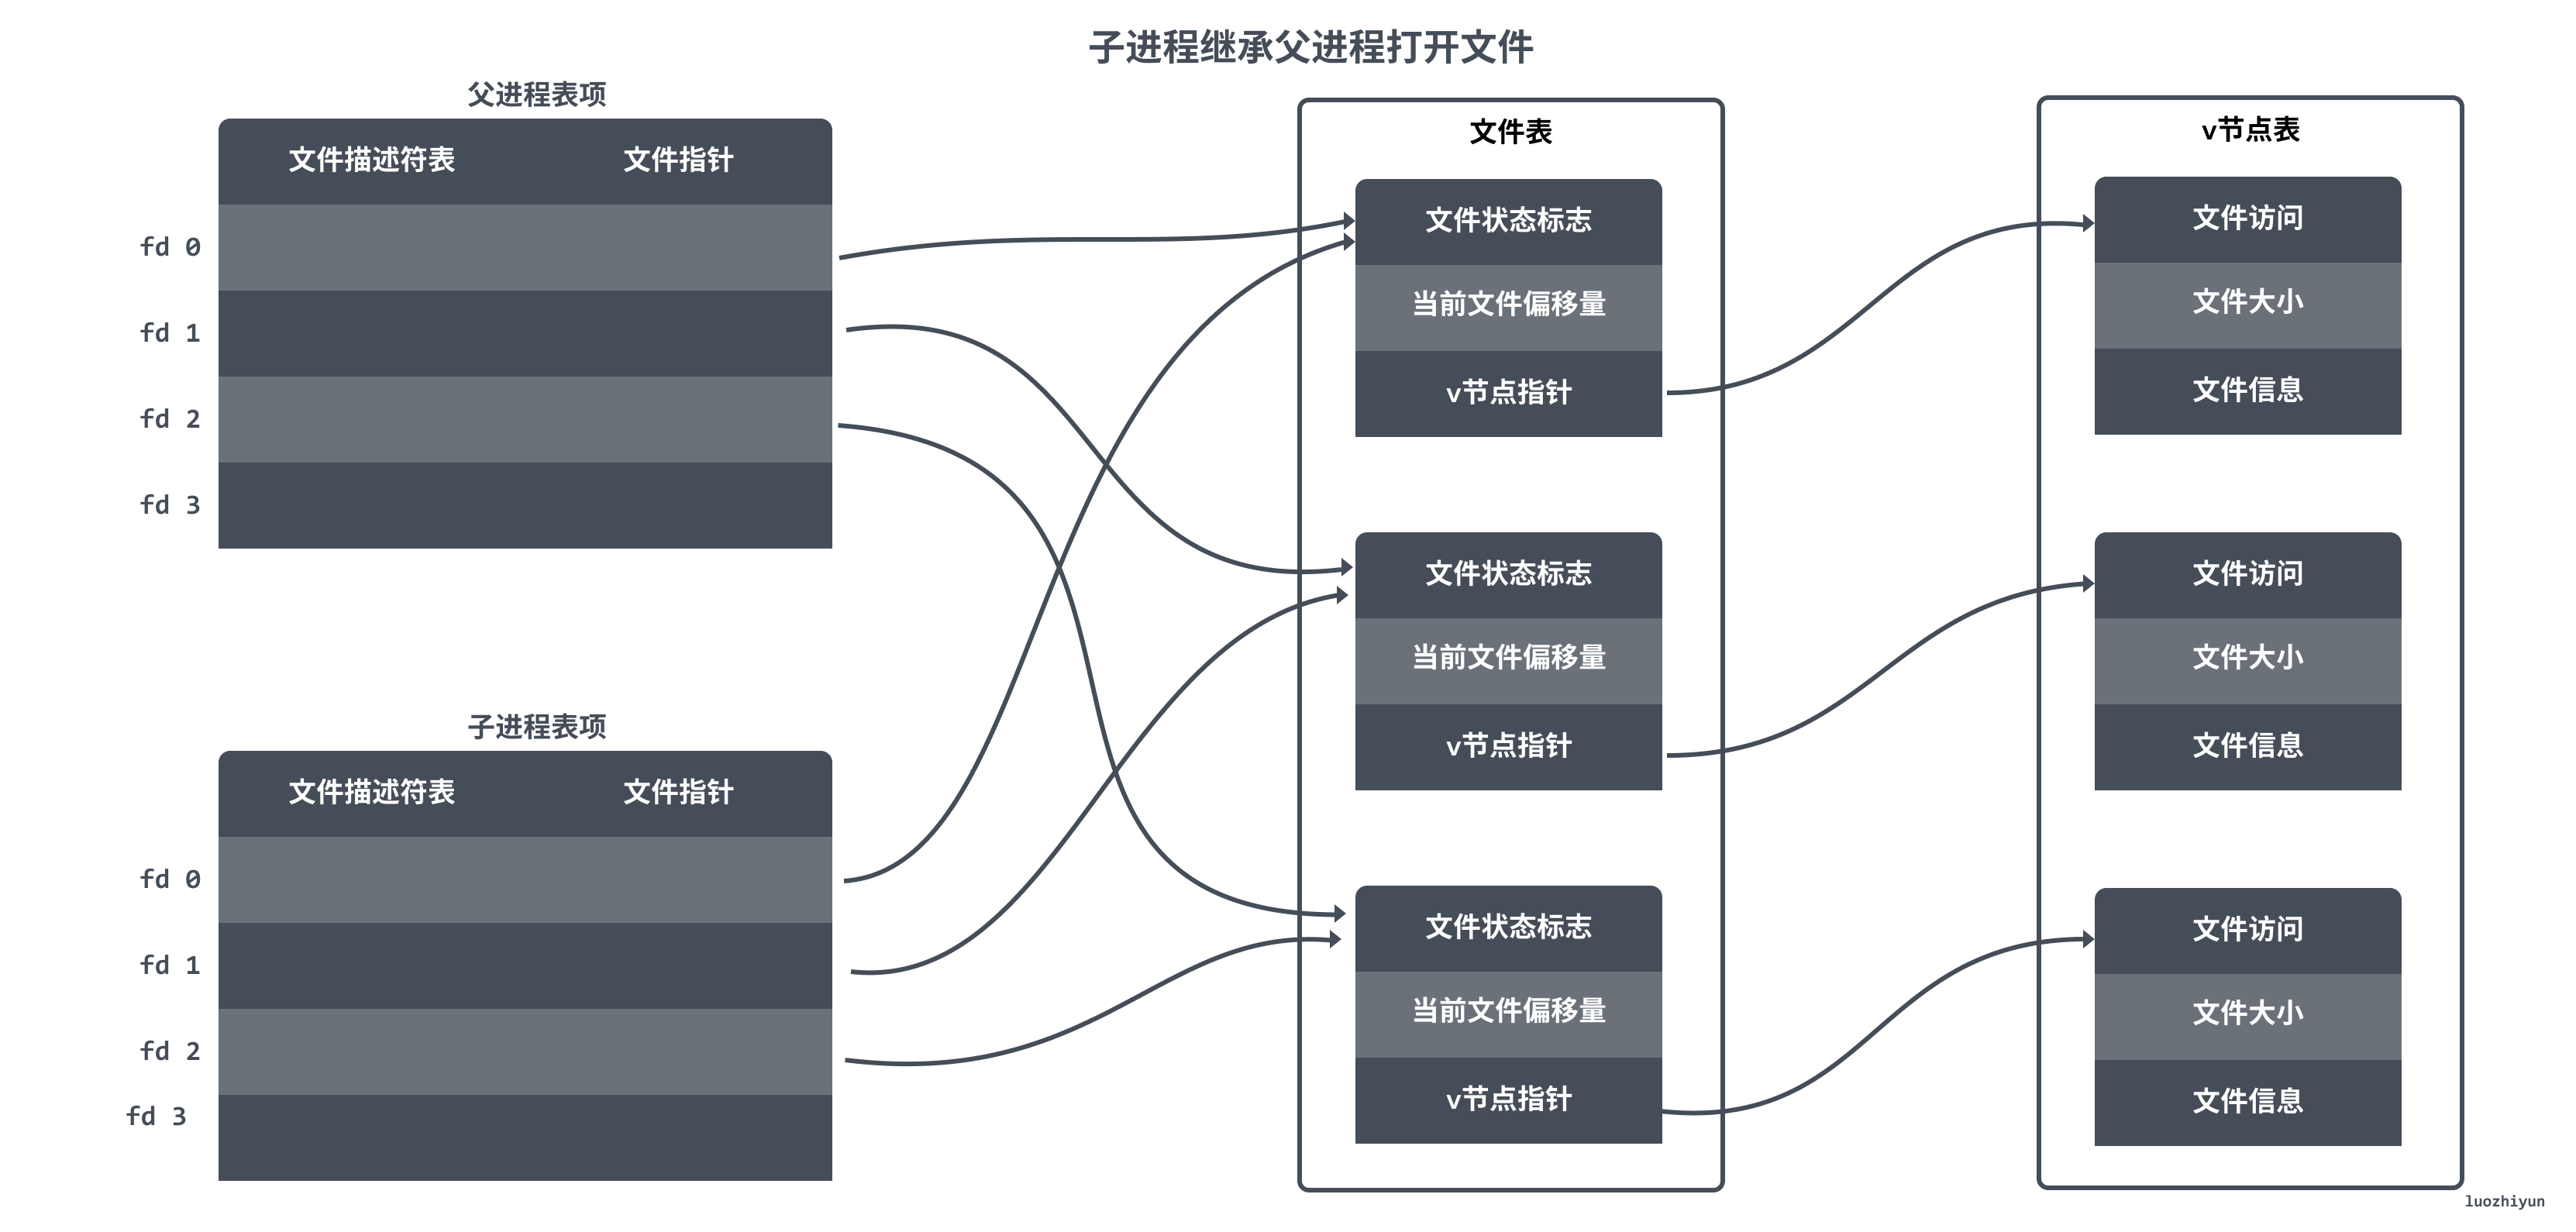 子进程继承父进程打开文件
父进程表项
文件描述符表 文件指针
fd 0
fd 1
fd 2
fd 3
子进程表项
文件描述符表 文件指针
fd 0
fd 1
fd 2
fd 3
文件表
文件状态标志
当前文件偏移量
v节点指针
文件状态标志
当前文件偏移量
v节点指针
文件状态标志
当前文件偏移量
v节点指针
v节点表
文件访问
文件大小
文件信息
文件访问
文件大小
文件信息
文件访问
文件大小
文件信息
luozhiyun